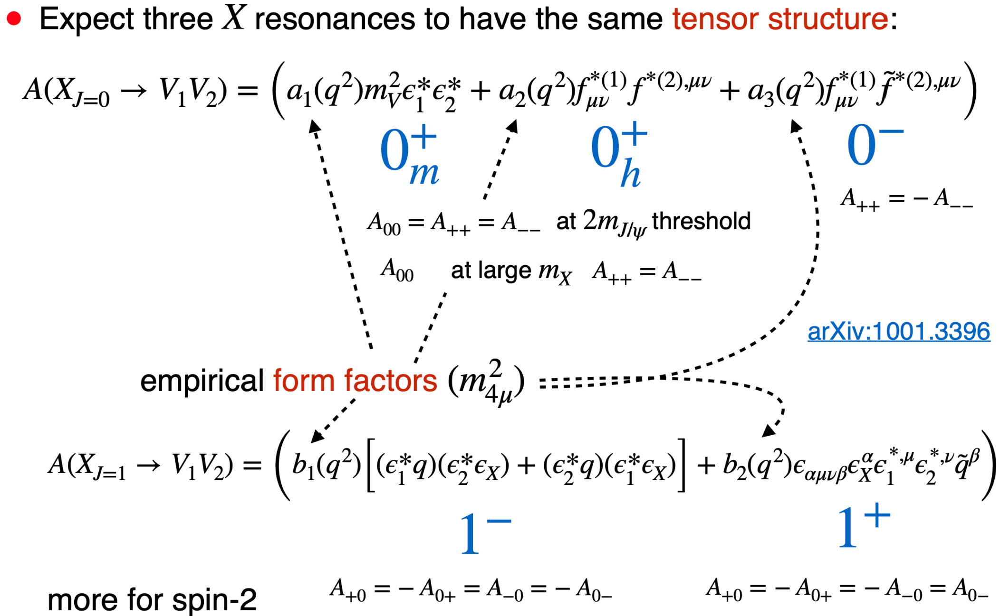 • Expect three X resonances to have the same tensor structure:
A(X_{J=0} → V_1V_2) = (a_1(q^2)m_V^2ϵ_1^*ϵ_2^* + a_2(q^2)f_{μν}^{*(1)}f^{*(2),μν} + a_3(q^2)f_{μν}^{*(1)}f̃^{*(2),μν})
0_m^+ 0_h^+ 0^-
A_{++} = − A_{−−}
A_{00} = A_{++} = A_{−−} at 2m_{J/ψ} threshold
A_{00} at large m_X A_{++} = A_{−−}
arXiv:1001.3396
empirical form factors (m_{4μ}^2)
A(X_{J=1} → V_1V_2) = (b_1(q^2)[(ϵ_1^*q)(ϵ_2^*ϵ_X) + (ϵ_2^*q)(ϵ_1^*ϵ_X)] + b_2(q^2)ϵ_{αμνβ}ϵ_X^αϵ_1^{*,μ}ϵ_2^{*,ν}q̃^β)
1^- 1^+
more for spin-2 A_{+0} = − A_{0+} = A_{−0} = − A_{0−} A_{+0} = − A_{0+} = − A_{−0} = A_{0−}